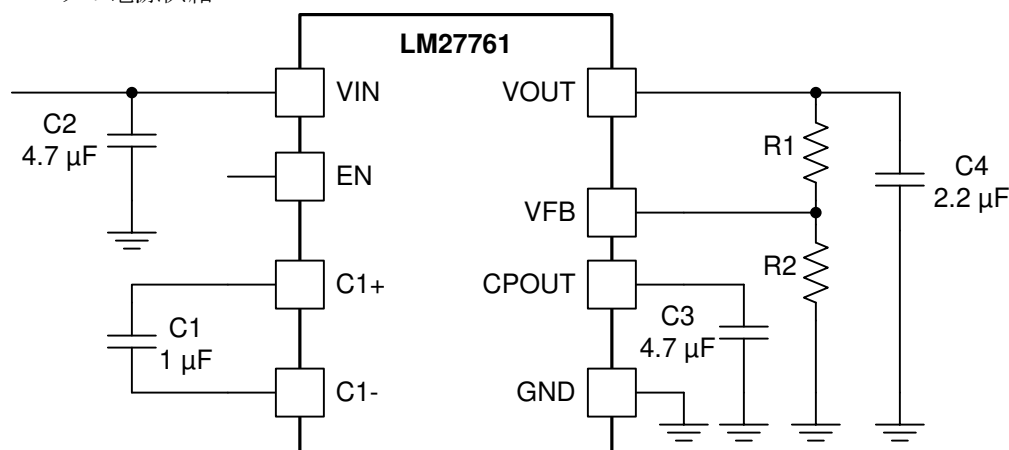 LM27761
VIN
VOUT
C2
4.7 µF
R1
EN
C4
2.2 µF
VFB
R2
C1+
CPOUT
C1
1 µF
C3
4.7 µF
C1-
GND